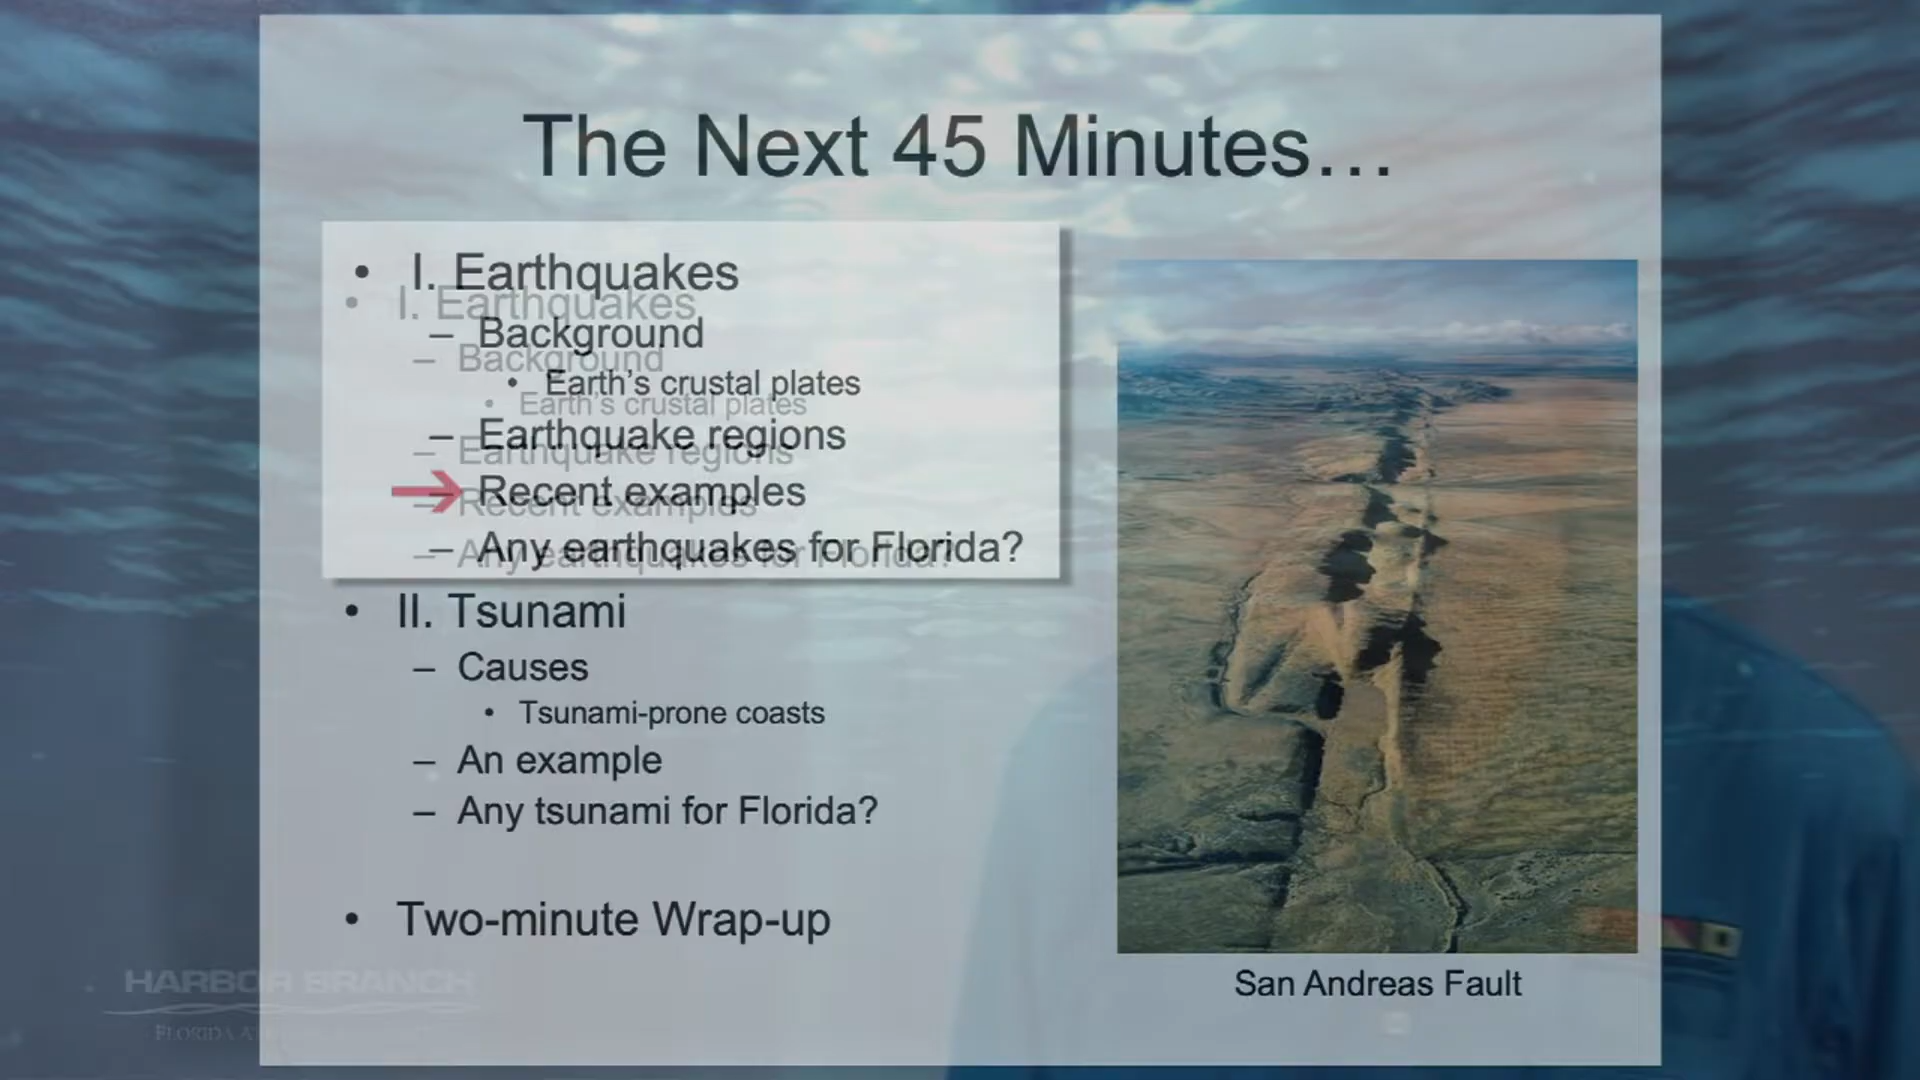 The Next 45 Minutes…
• I. Earthquakes
– Background
• Earth's crustal plates
– Earthquake regions
– Recent examples
– Any earthquakes for Florida?
• II. Tsunami
– Causes
• Tsunami-prone coasts
– An example
– Any tsunami for Florida?
• Two-minute Wrap-up
San Andreas Fault
HARBOR BRANCH
FLORIDA